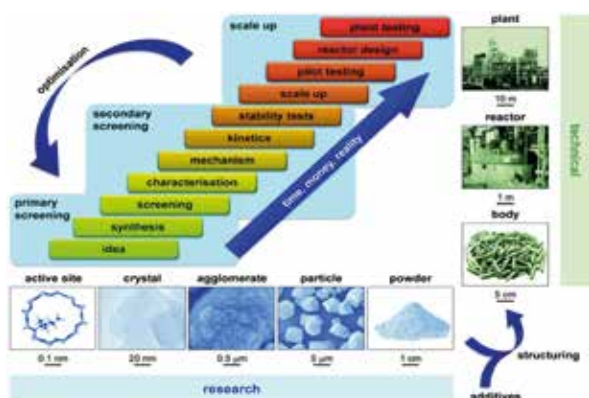 scale up
plant testing
reactor design
pilot testing
scale up
optimisation
secondary
screening
stability tests
kinetics
mechanism
characterisation
primary
screening
screening
synthesis
idea
time, money, reality
plant
10 m
reactor
1 m
body
5 cm
technical
active site
crystal
agglomerate
particle
powder
0.1 nm
20 nm
0.5 µm
5 µm
1 cm
structuring
additives
research